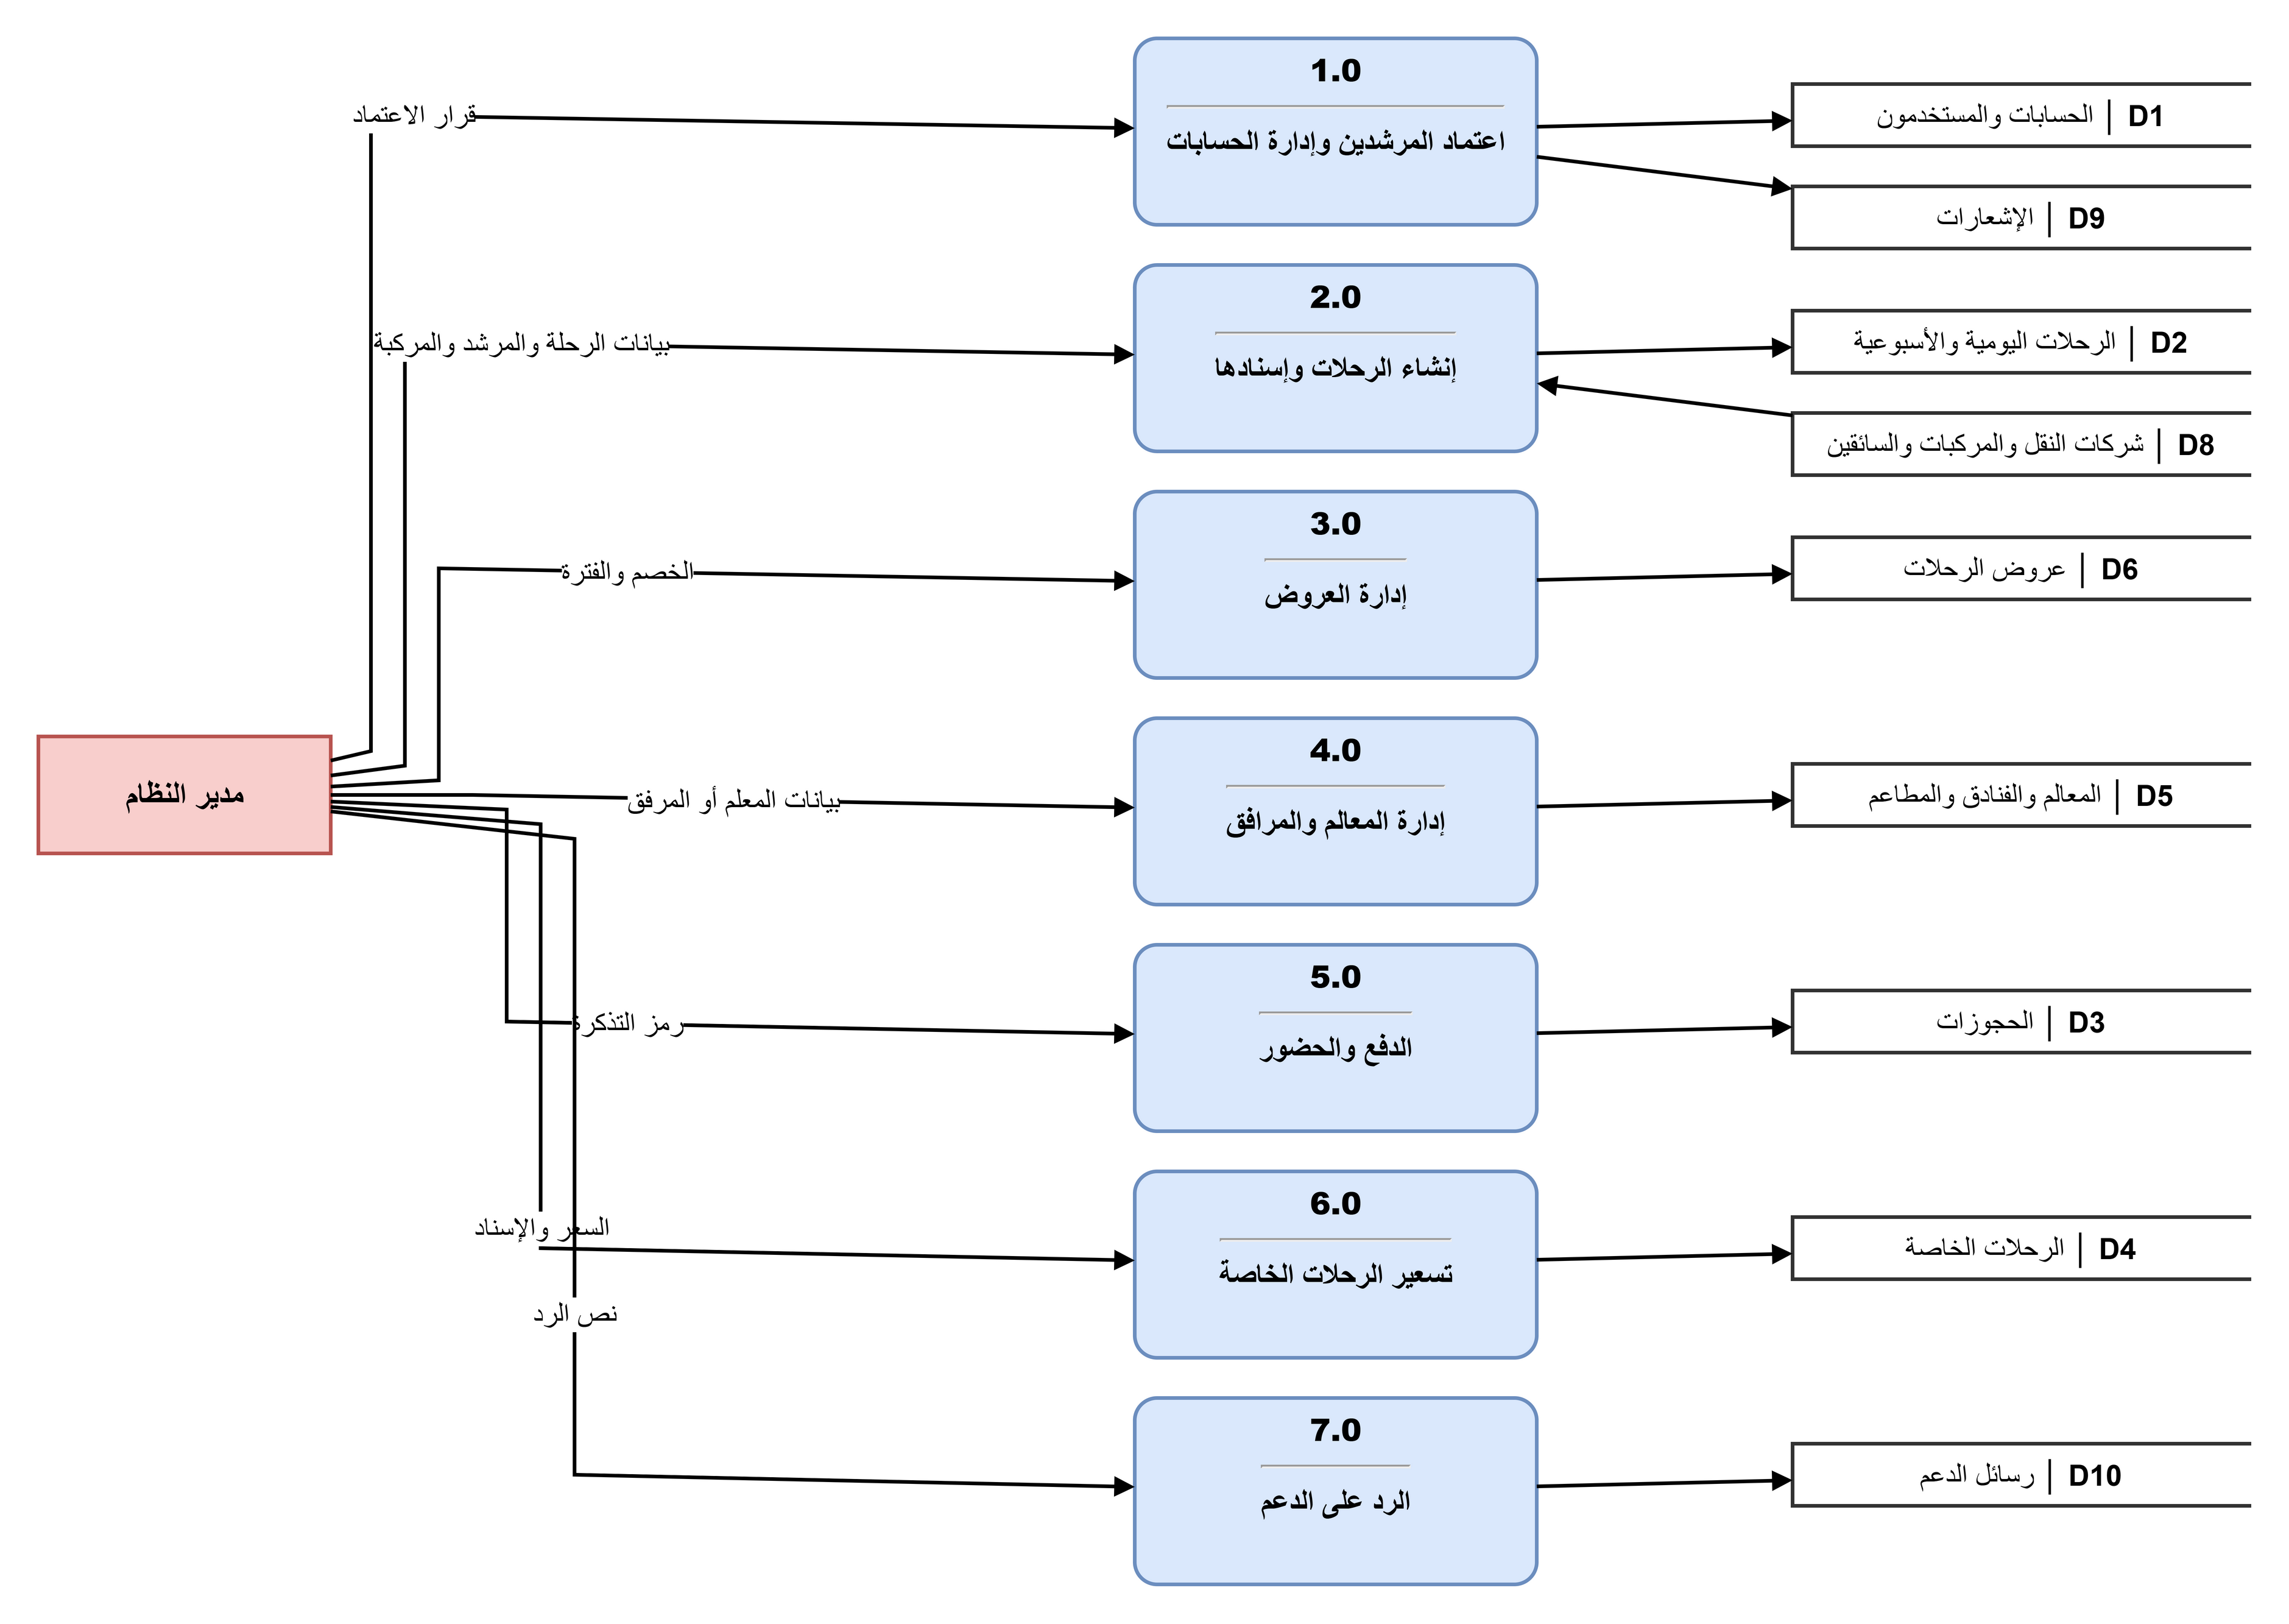 1.0
اعتماد المرشدين وإدارة الحسابات
قرار الاعتماد
D1 | الحسابات والمستخدمون
D9 | الإشعارات
2.0
إنشاء الرحلات وإسنادها
بيانات الرحلة والمرشد والمركبة
D2 | الرحلات اليومية والأسبوعية
D8 | شركات النقل والمركبات والسائقين
3.0
إدارة العروض
الخصم والفترة
D6 | عروض الرحلات
مدير النظام
4.0
إدارة المعالم والمرافق
بيانات المعلم أو المرفق
D5 | المعالم والفنادق والمطاعم
5.0
الدفع والحضور
رمز التذكرة
D3 | الحجوزات
6.0
تسعير الرحلات الخاصة
السعر والإسناد
D4 | الرحلات الخاصة
نص الرد
7.0
الرد على الدعم
D10 | رسائل الدعم